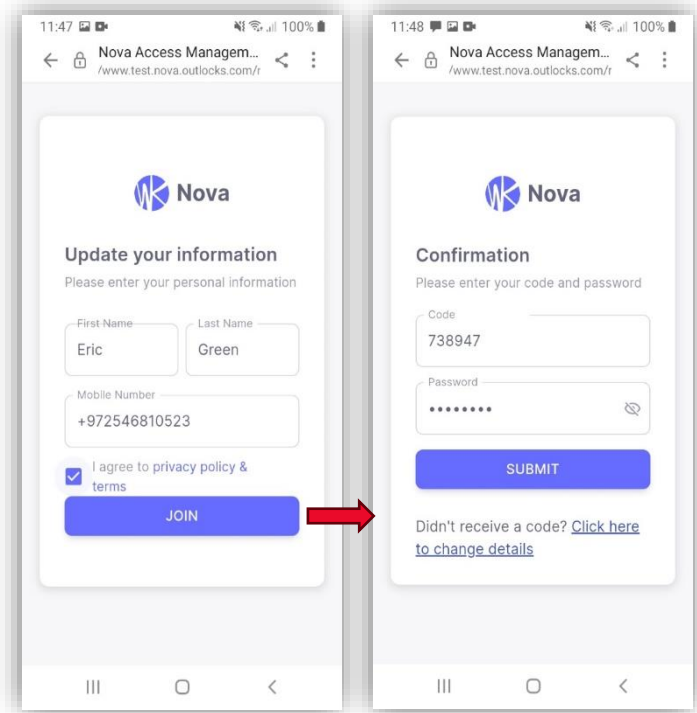 11:47 100%
Nova Access Managem...
/www.test.nova.outlocks.com/r
Nova
Update your information
Please enter your personal information
First Name
Last Name
Eric
Green
Mobile Number
+972546810523
I agree to privacy policy &
terms
JOIN
11:48 100%
Nova Access Managem...
/www.test.nova.outlocks.com/r
Nova
Confirmation
Please enter your code and password
Code
738947
Password
••••••••
SUBMIT
Didn't receive a code? Click here
to change details